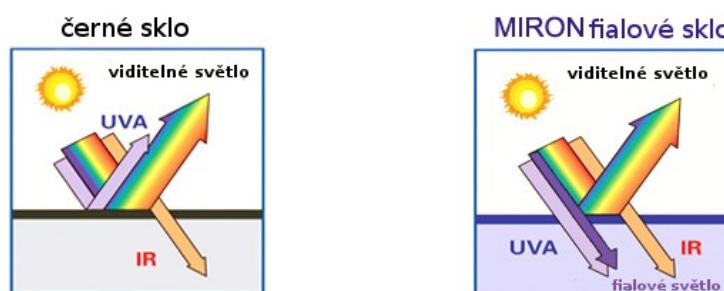 černé sklo
viditelné světlo
UVA
IR
MIRON fialové sklo
viditelné světlo
UVA
IR
fialové světlo